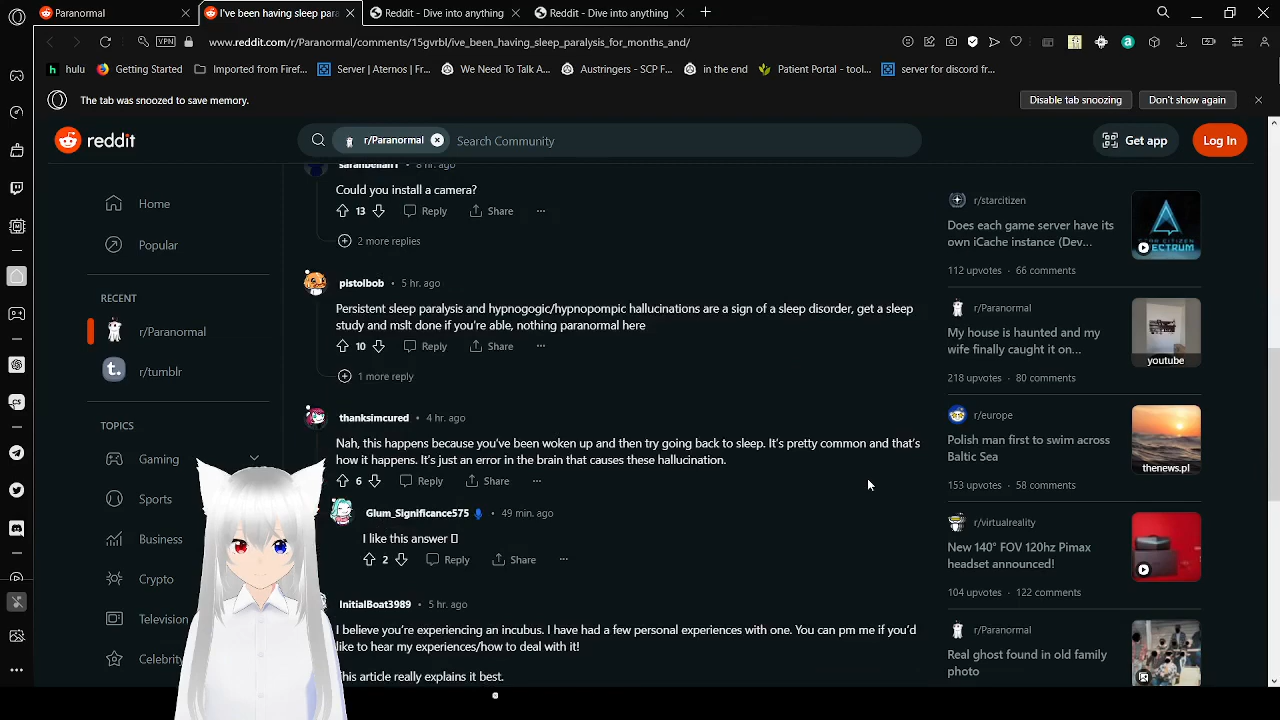 Paranormal
I've been having sleep para
Reddit - Dive into anything
Reddit - Dive into anything
VPN
www.reddit.com/r/Paranormal/comments/15gvrbl/ive_been_having_sleep_paralysis_for_months_and/
hulu
Getting Started
Imported from Firef...
Server | Aternos | Fr...
We Need To Talk A...
Austringers - SCP F...
in the end
Patient Portal - tool...
server for discord fr...
The tab was snoozed to save memory.
Disable tab snoozing
Don't show again
reddit
r/Paranormal
Search Community
Get app
Log In
Home
Popular
RECENT
r/Paranormal
r/tumblr
TOPICS
Gaming
Sports
Business
Crypto
Television
Celebrity
8 hr. ago
Could you install a camera?
13 Reply Share ...
2 more replies
pistolbob • 5 hr. ago
Persistent sleep paralysis and hypnogogic/hypnopompic hallucinations are a sign of a sleep disorder, get a sleep
study and mslt done if you're able, nothing paranormal here
10 Reply Share ...
1 more reply
thanksimcured • 4 hr. ago
Nah, this happens because you've been woken up and then try going back to sleep. It's pretty common and that's
how it happens. It's just an error in the brain that causes these hallucination.
6 Reply Share ...
Glum_Significance575 • 49 min. ago
I like this answer
2 Reply Share ...
InitialBoat3989 • 5 hr. ago
I believe you're experiencing an incubus. I have had a few personal experiences with one. You can pm me if you'd
like to hear my experiences/how to deal with it!
his article really explains it best.
r/starcitizen
Does each game server have its
own iCache instance (Dev...
112 upvotes • 66 comments
SPECTRUM
r/Paranormal
My house is haunted and my
wife finally caught it on...
218 upvotes • 80 comments
youtube
r/europe
Polish man first to swim across
Baltic Sea
153 upvotes • 58 comments
thenews.pl
r/virtualreality
New 140° FOV 120hz Pimax
headset announced!
104 upvotes • 122 comments
r/Paranormal
Real ghost found in old family
photo